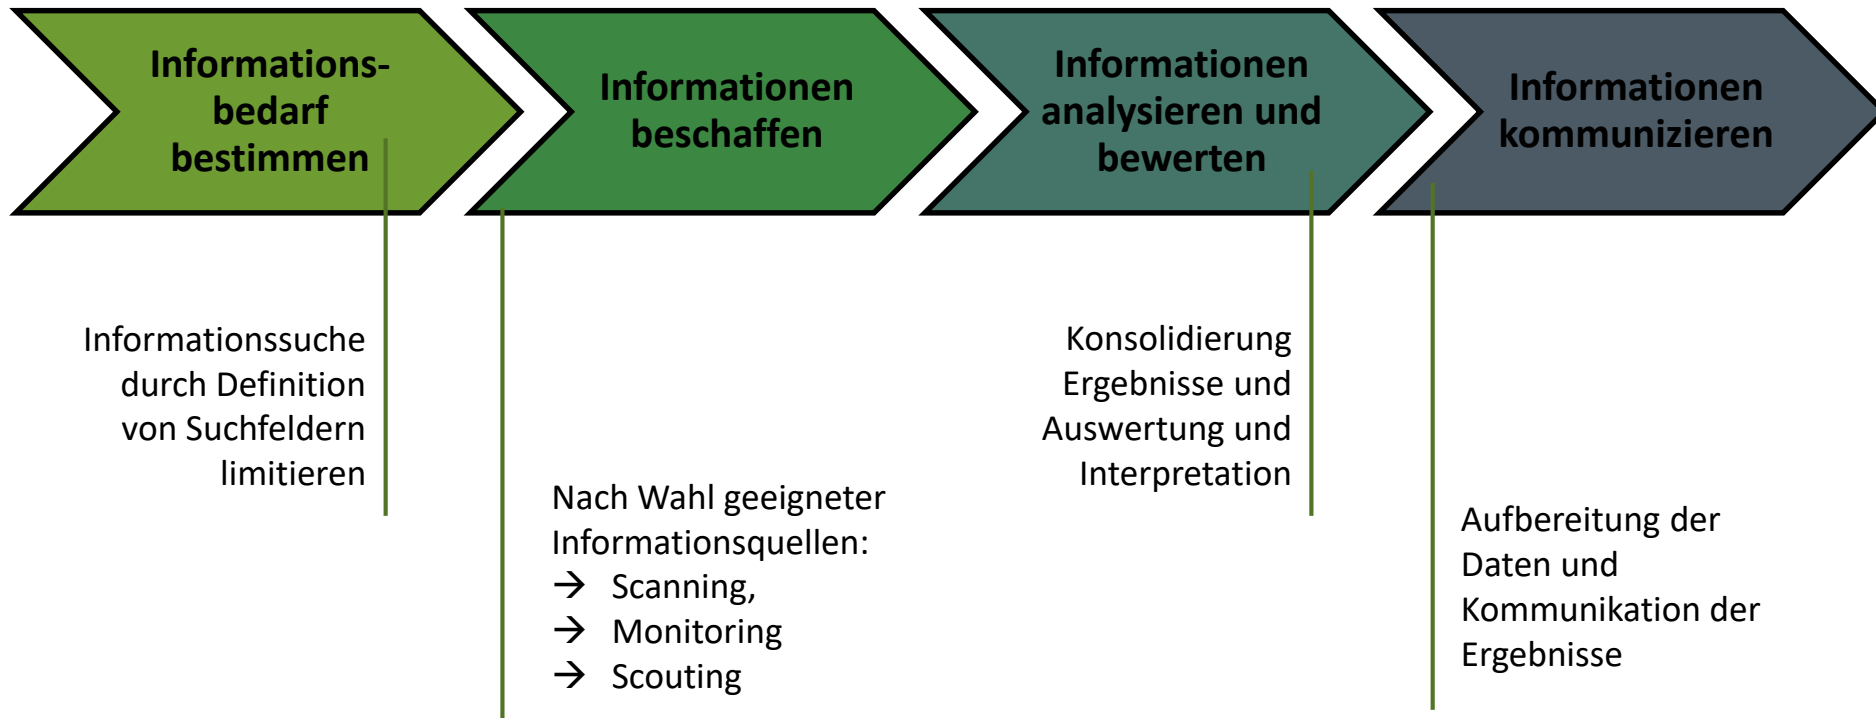 Informations-
bedarf
bestimmen
Informationen
beschaffen
Informationen
analysieren und
bewerten
Informationen
kommunizieren
Informationssuche
durch Definition
von Suchfeldern
limitieren
Nach Wahl geeigneter
Informationsquellen:
→ Scanning,
→ Monitoring
→ Scouting
Konsolidierung
Ergebnisse und
Auswertung und
Interpretation
Aufbereitung der
Daten und
Kommunikation der
Ergebnisse